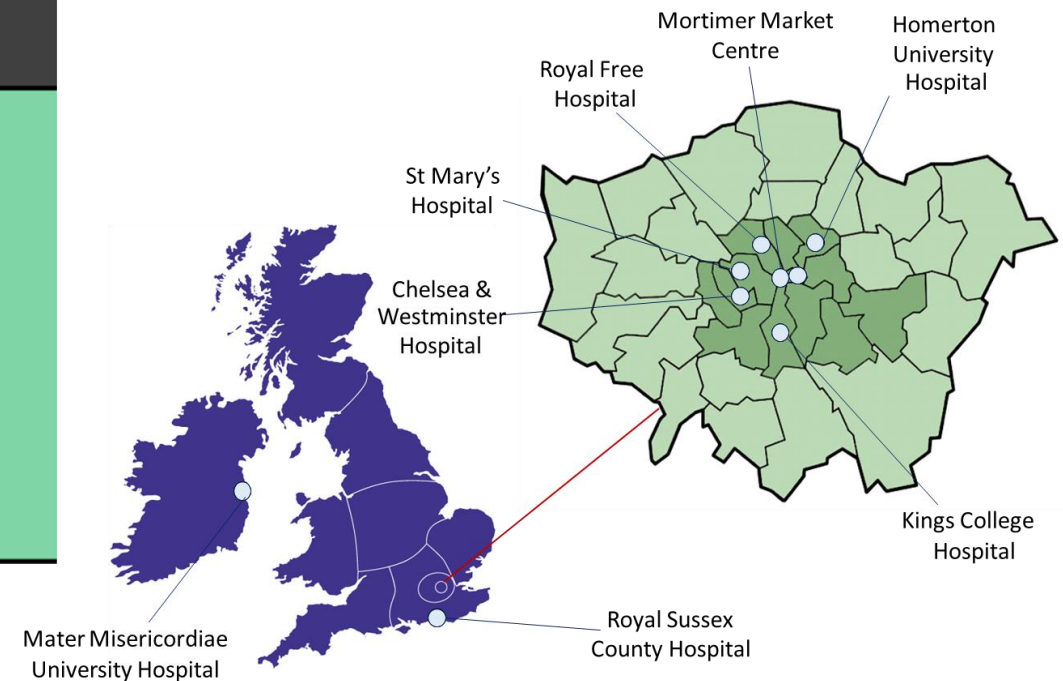 Mortimer Market
Centre
Homerton
University
Hospital
Royal Free
Hospital
St Mary’s
Hospital
Chelsea &
Westminster
Hospital
Kings College
Hospital
Royal Sussex
County Hospital
Mater Misericordiae
University Hospital